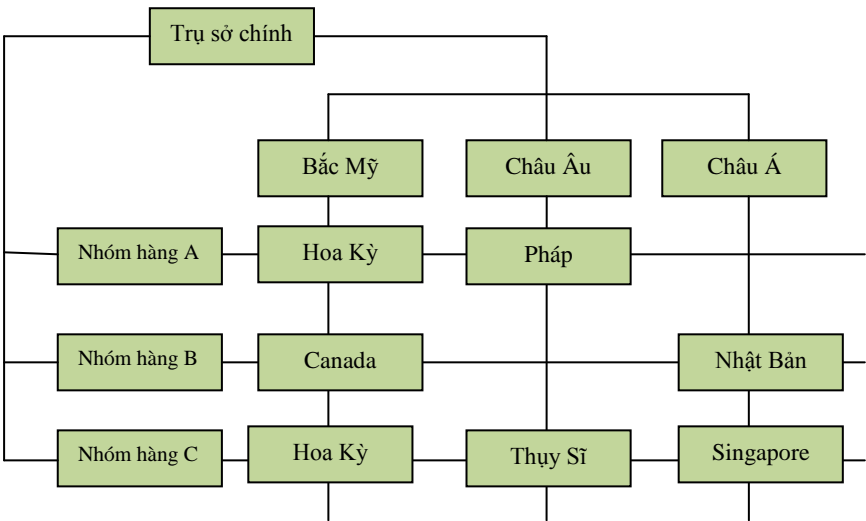 Trụ sở chính
Bắc Mỹ
Châu Âu
Châu Á
Nhóm hàng A
Hoa Kỳ
Pháp
Nhóm hàng B
Canada
Nhật Bản
Nhóm hàng C
Hoa Kỳ
Thụy Sĩ
Singapore